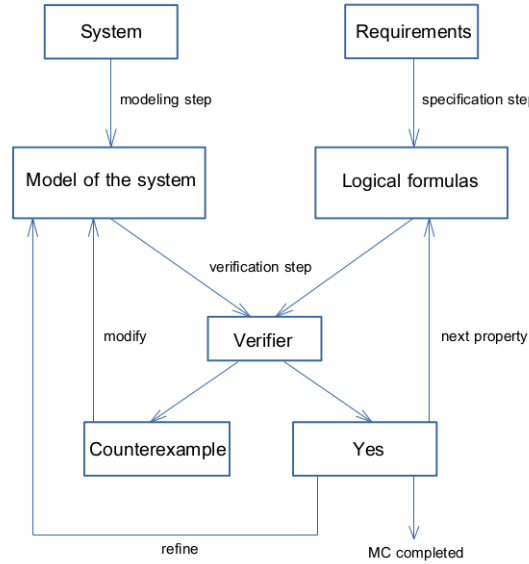 System
Requirements
modeling step
specification step
Model of the system
Logical formulas
verification step
Verifier
modify
next property
Counterexample
Yes
refine
MC completed